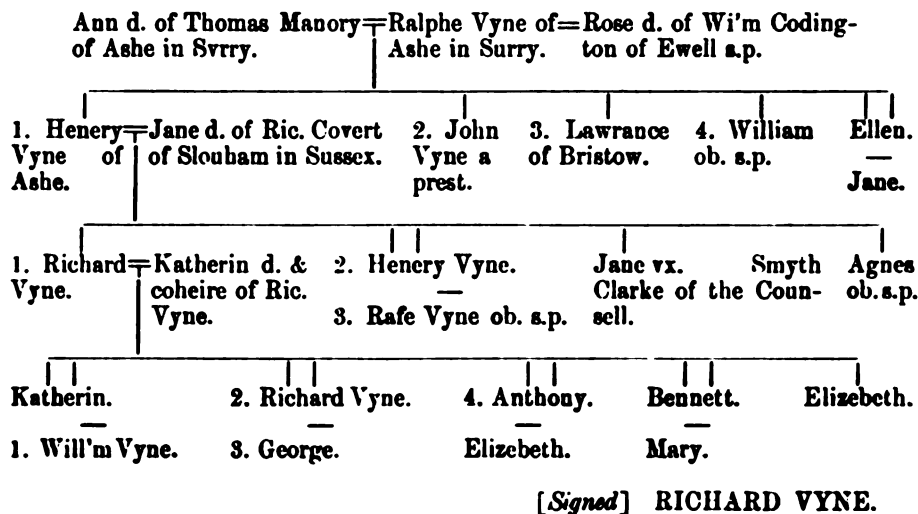 Ann d. of Thomas Manory=Ralphe Vyne of=Rose d. of Wi'm Coding-
of Ashe in Svrry. Ashe in Surry. ton of Ewell s.p.
1. Henery=Jane d. of Ric. Covert 2. John 3. Lawrance 4. William Ellen.
Vyne of of Slouham in Sussex. Vyne a of Bristow. ob. s.p. —
Ashe. prest. Jane.
1. Richard=Katherin d. & 2. Henery Vyne. Jane vx. Smyth Agnes
Vyne. coheire of Ric. — Clarke of the Coun- ob. s.p.
Vyne. 3. Rafe Vyne ob. s.p. sell.
Katherin. 2. Richard Vyne. 4. Anthony. Bennett. Elizebeth.
— — — —
1. Will'm Vyne. 3. George. Elizebeth. Mary.
[Signed] RICHARD VYNE.